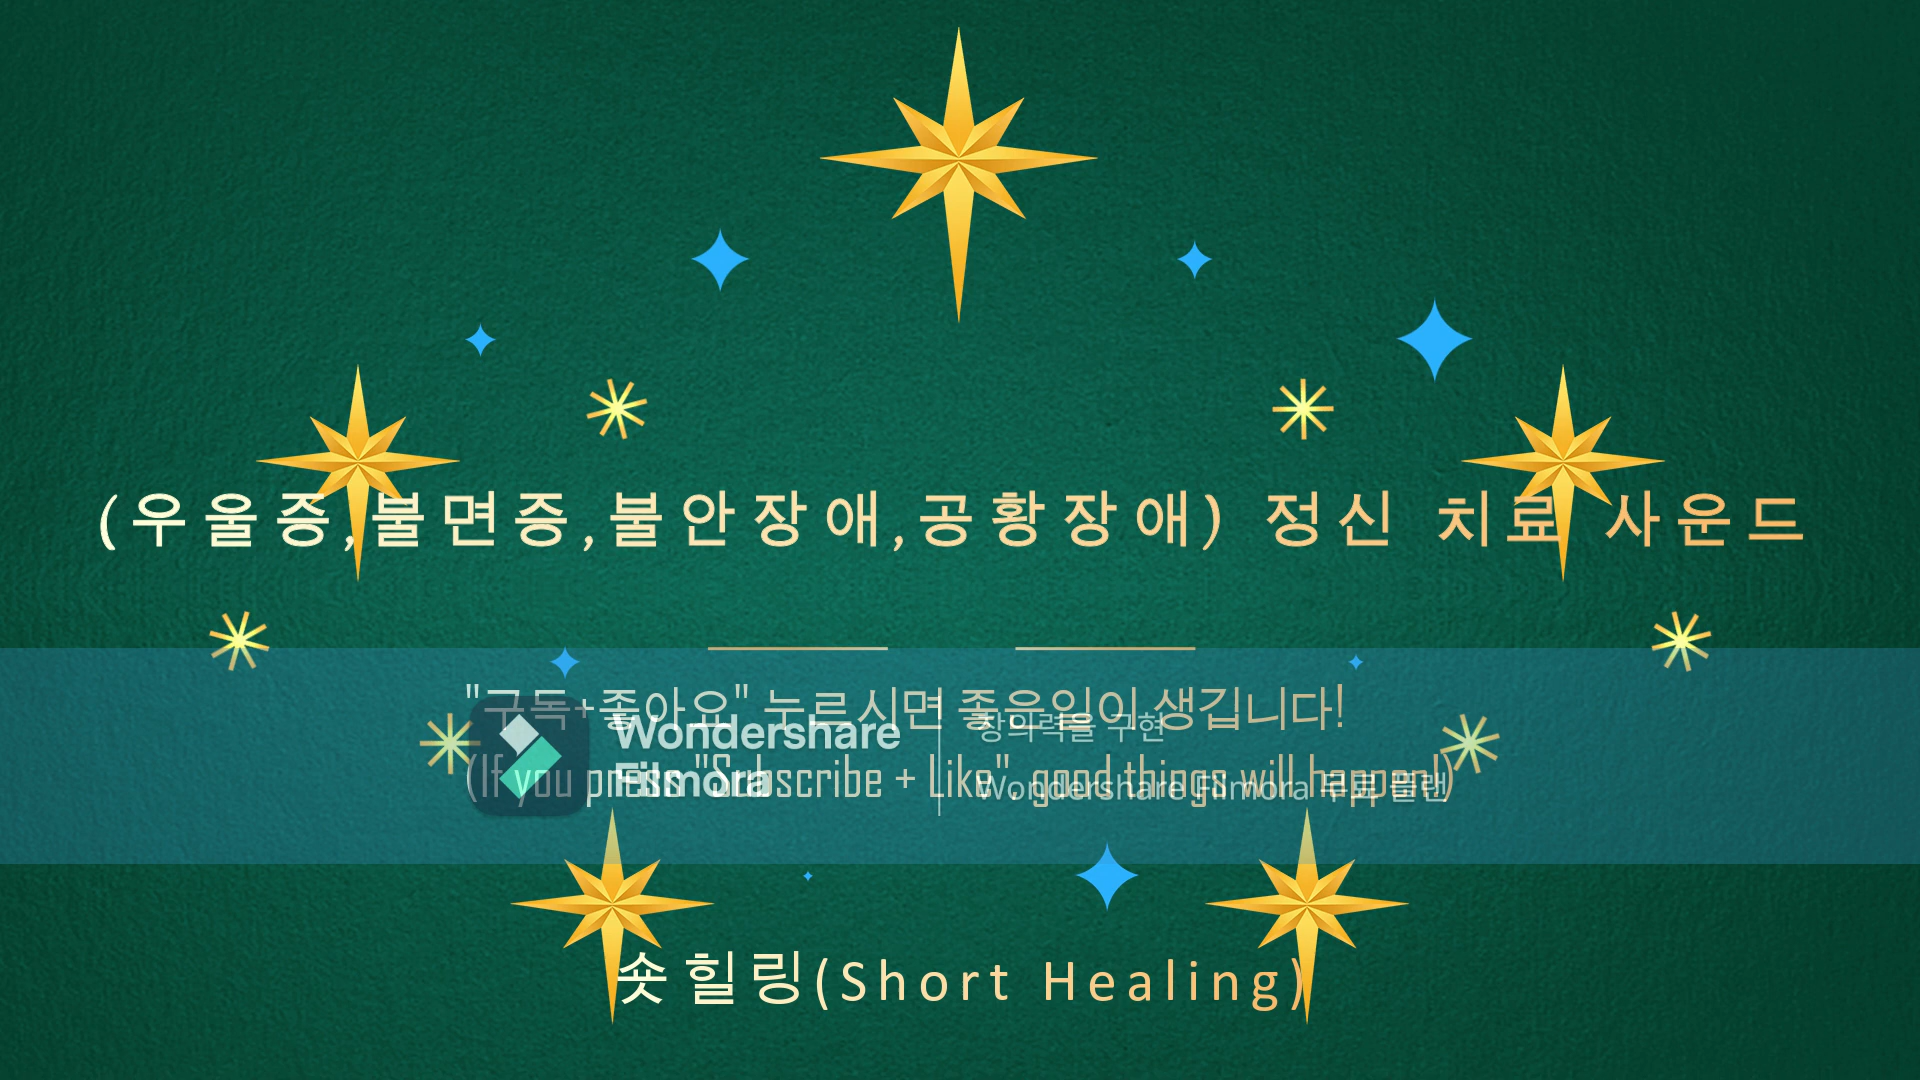 (우울증,불면증,불안장애,공황장애) 정신 치료 사운드
"구독+좋아요" 누르시면 좋은일이 생깁니다!
(If you press "Subscribe + Like", good things will happen!)
Wondershare
Filmora
창의력을 구현
Wondershare Filmora 무료 플랜
숏힐링(Short Healing)